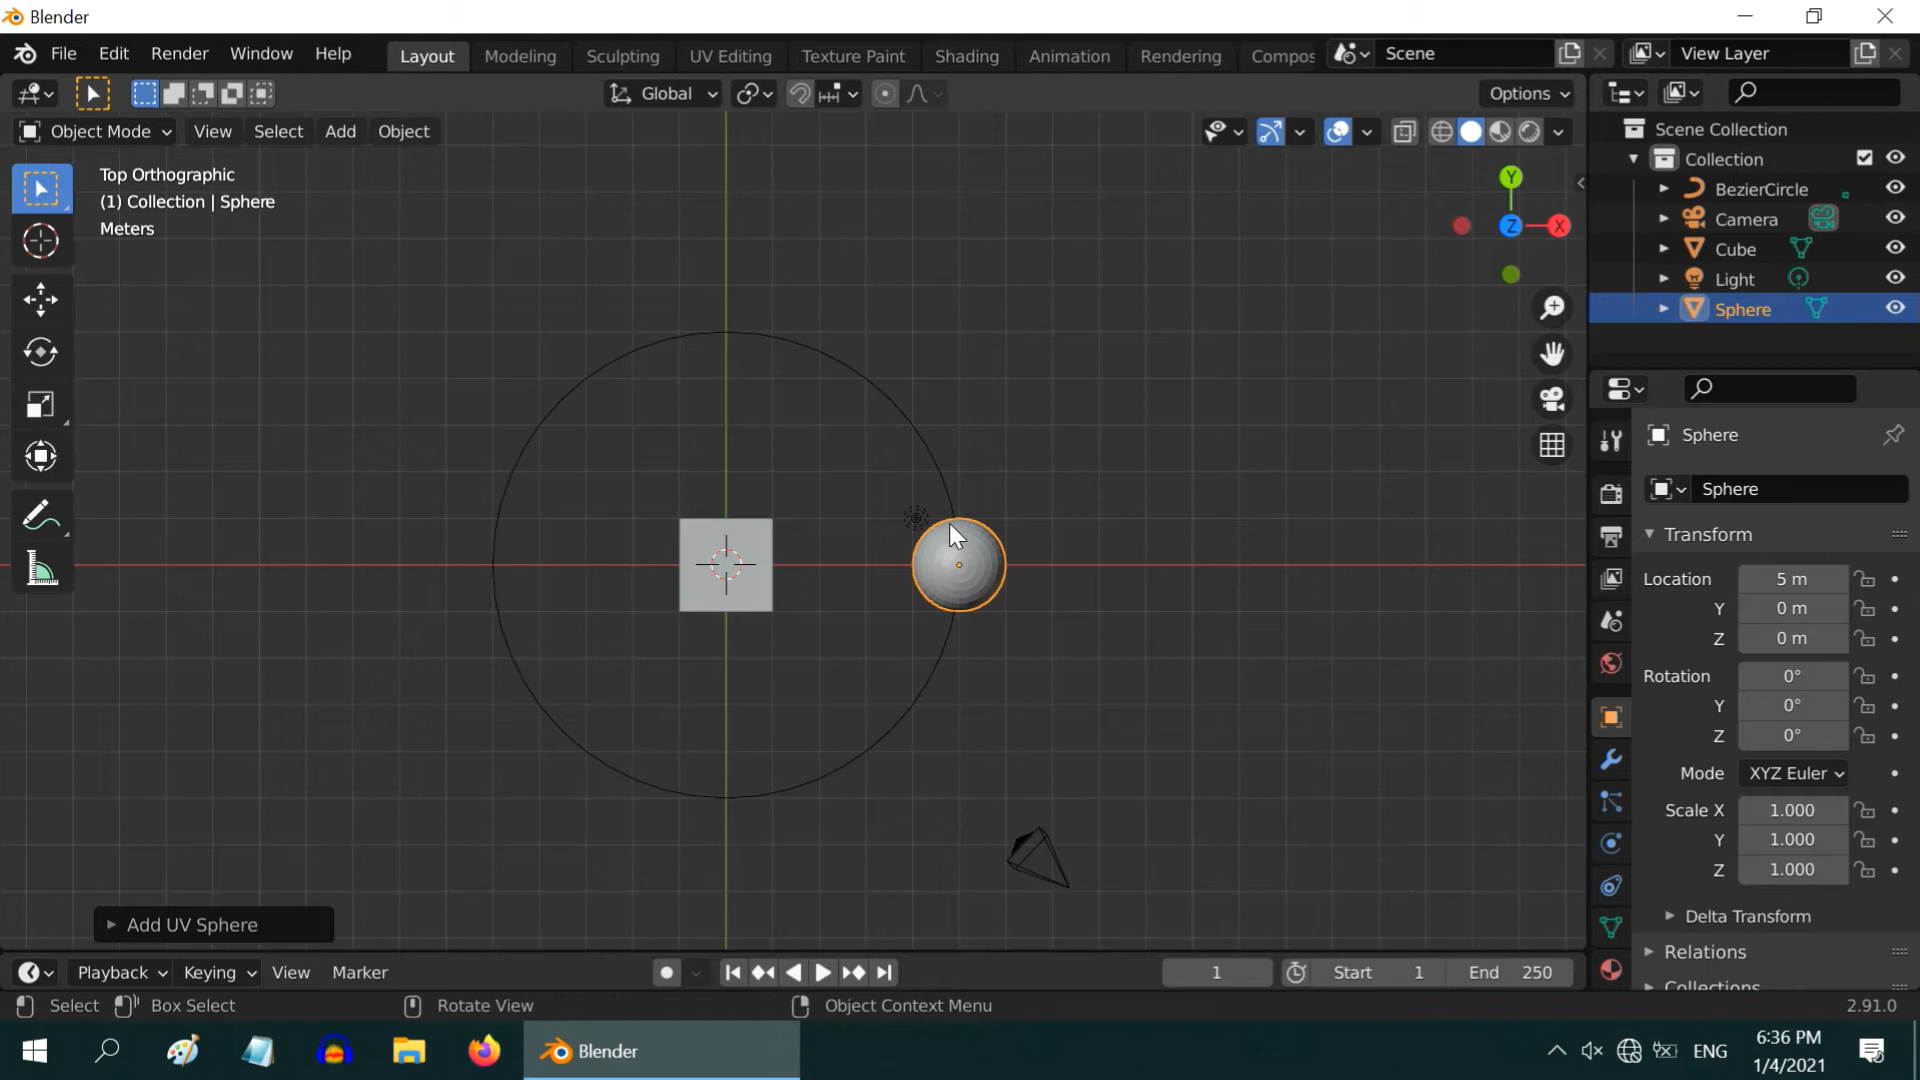 Blender
File Edit Render Window Help Layout Modeling Sculpting UV Editing Texture Paint Shading Animation Rendering Compos Scene View Layer
Global Options
Object Mode View Select Add Object
Top Orthographic
(1) Collection | Sphere
Meters
Y
Z
X
Scene Collection
Collection
BezierCircle
Camera
Cube
Light
Sphere
Sphere
Sphere
Transform
Location 5 m
Y 0 m
Z 0 m
Rotation 0°
Y 0°
Z 0°
Mode XYZ Euler
Scale X 1.000
Y 1.000
Z 1.000
Delta Transform
Relations
Collections
Add UV Sphere
Playback Keying View Marker 1 Start 1 End 250
Select Box Select Rotate View Object Context Menu 2.91.0
Blender
ENG
6:36 PM
1/4/2021